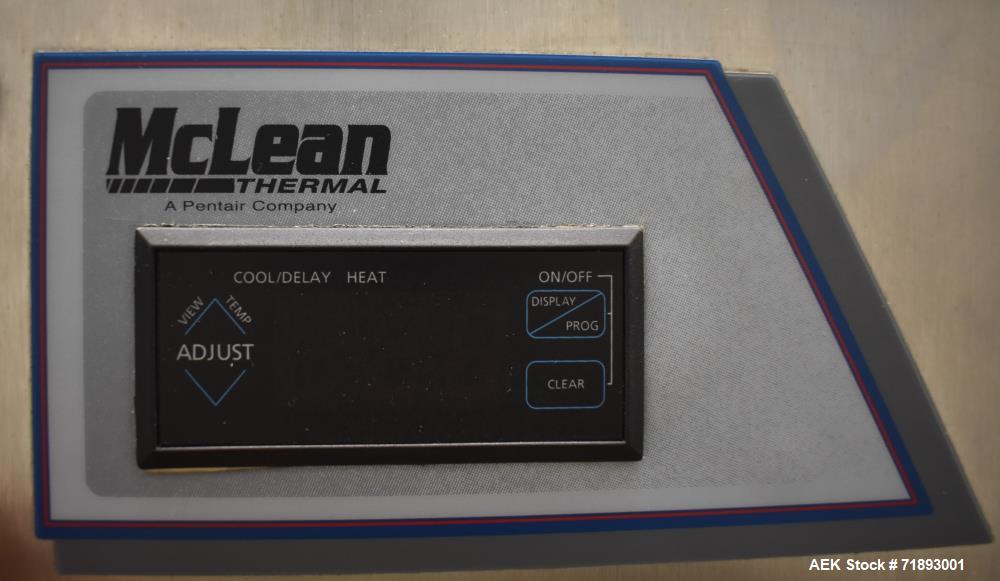 McLean
THERMAL
A Pentair Company
COOL/DELAY HEAT
ON/OFF
VIEW TEMP
ADJUST
DISPLAY
PROG
CLEAR
AEK Stock # 71893001